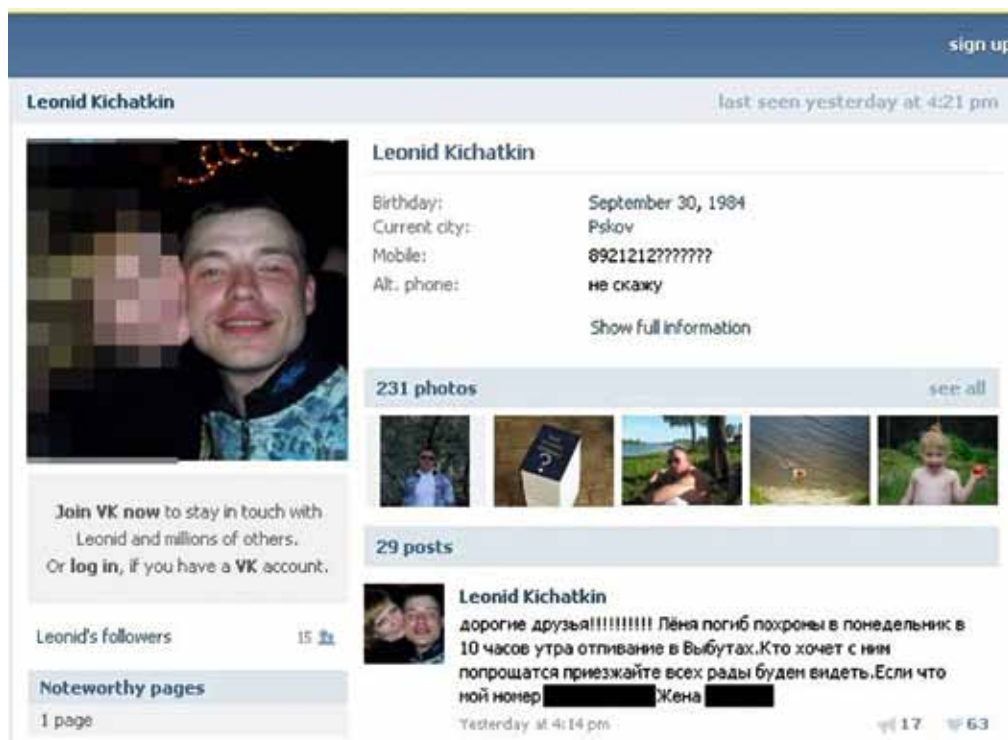 sign up
Leonid Kichatkin
last seen yesterday at 4:21 pm
Leonid Kichatkin
Birthday: September 30, 1984
Current city: Pskov
Mobile: 8921212???????
Alt. phone: не скажу
Show full information
231 photos
see all
?
Join VK now to stay in touch with
Leonid and millions of others.
Or log in, if you have a VK account.
Leonid's followers 15
Noteworthy pages
1 page
29 posts
Leonid Kichatkin
дорогие друзья!!!!!!!!!! Лёня погиб похроны в понедельник в
10 часов утра отпивание в Выбутах.Кто хочет с ним
попрощатся приезжайте всех рады будем видеть.Если что
мой номер Жена
Yesterday at 4:14 pm
17 63